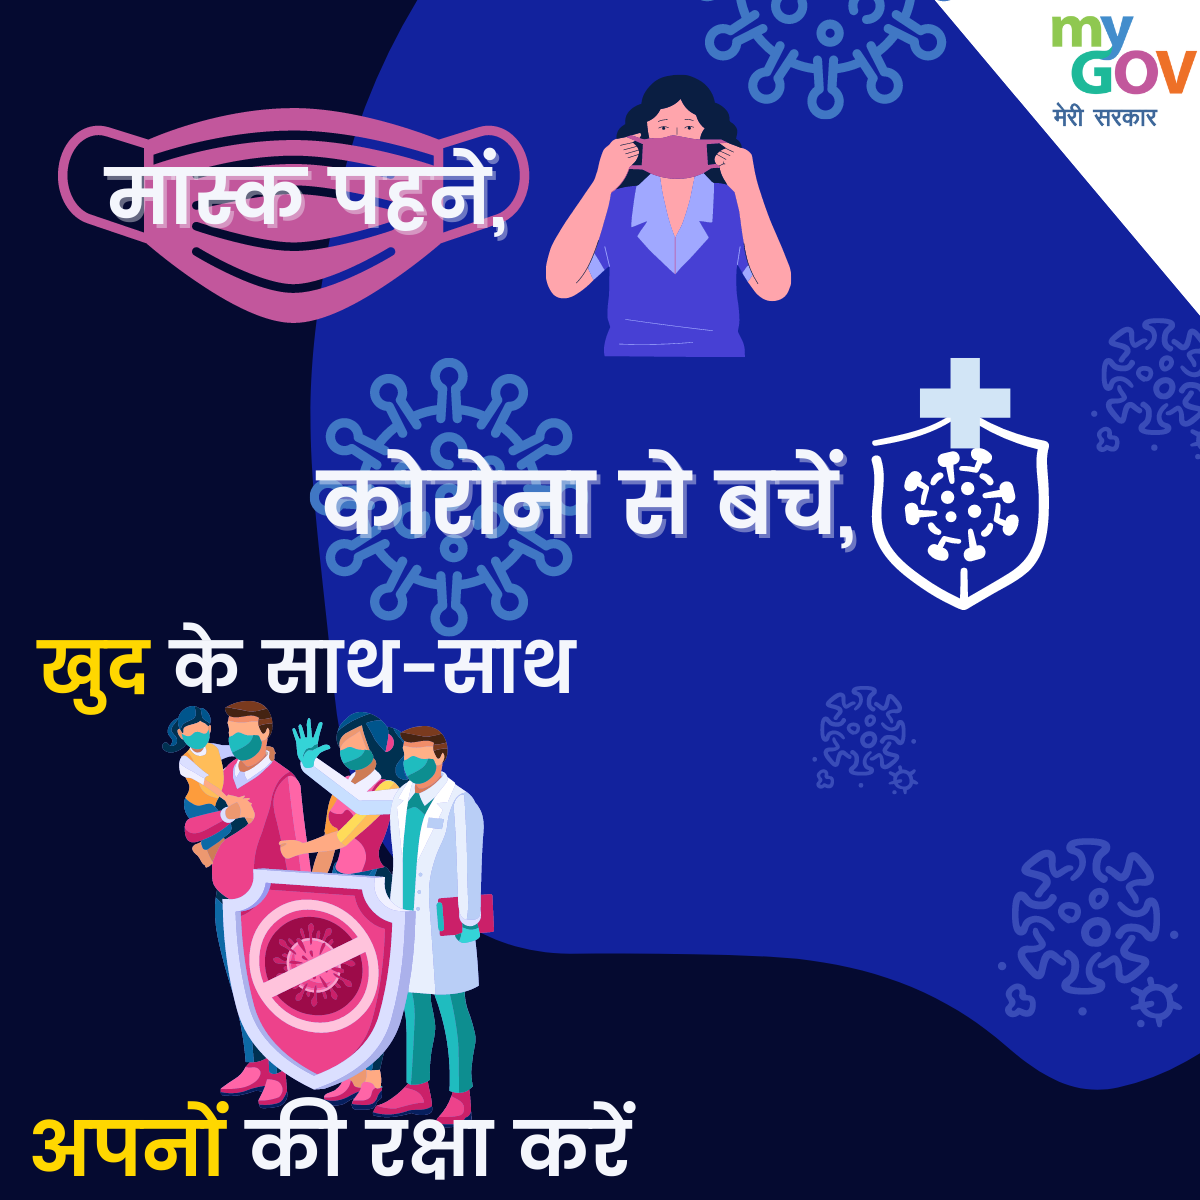 my
GOV
मेरी सरकार
मास्क पहनें,
कोरोना से बचें,
खुद के साथ-साथ
अपनों की रक्षा करें